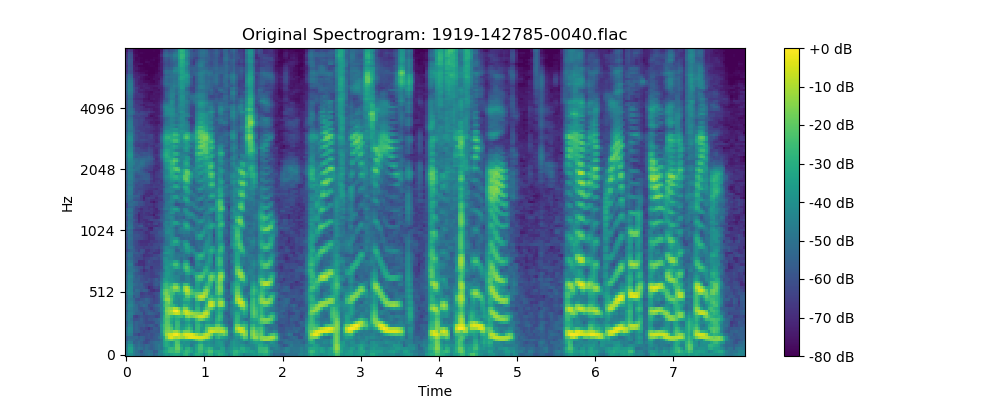 Original Spectrogram: 1919-142785-0040.flac
+0 dB
-10 dB
-20 dB
-30 dB
-40 dB
-50 dB
-60 dB
-70 dB
-80 dB
Hz
4096
2048
1024
512
0
0 1 2 3 4 5 6 7
Time